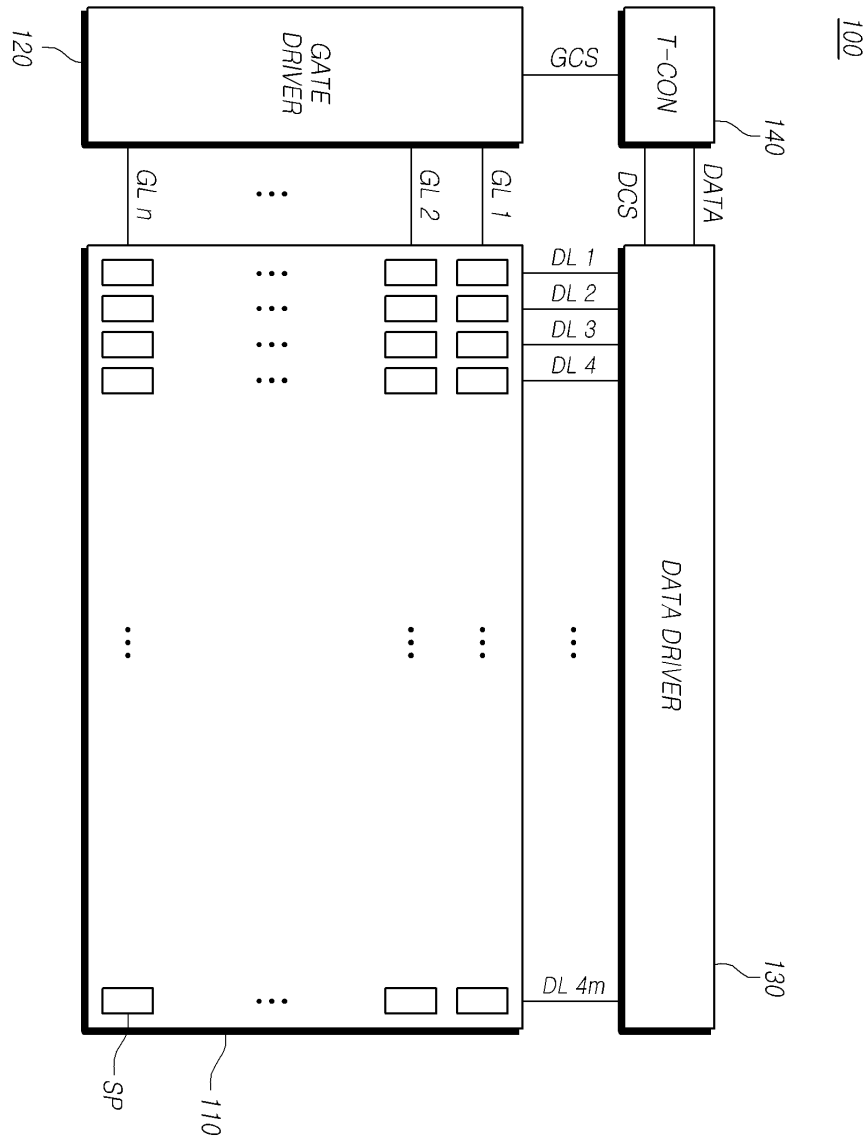 100
T-CON
140
DATA
DCS
DATA DRIVER
130
GCS
DL 1
DL 2
DL 3
DL 4
...
DL 4m
GATE
DRIVER
120
GL 1
GL 2
...
GL n
...
...
...
...
...
...
...
...
SP
110